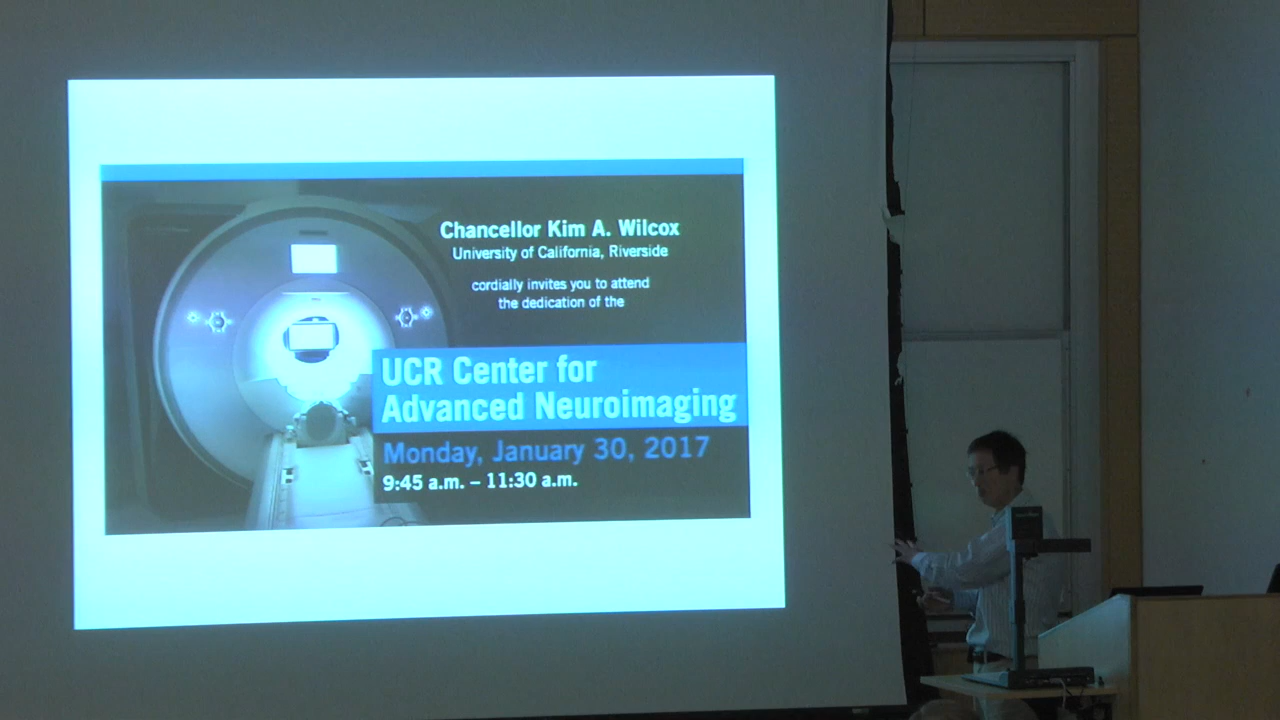 Chancellor Kim A. Wilcox
University of California, Riverside
cordially invites you to attend
the dedication of the
UCR Center for
Advanced Neuroimaging
Monday, January 30, 2017
9:45 a.m. – 11:30 a.m.